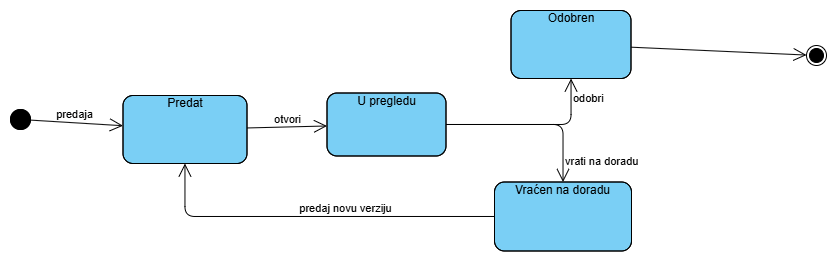 Odobren
predaja
Predat
otvori
U pregledu
odobri
vrati na doradu
Vraćen na doradu
predaj novu verziju